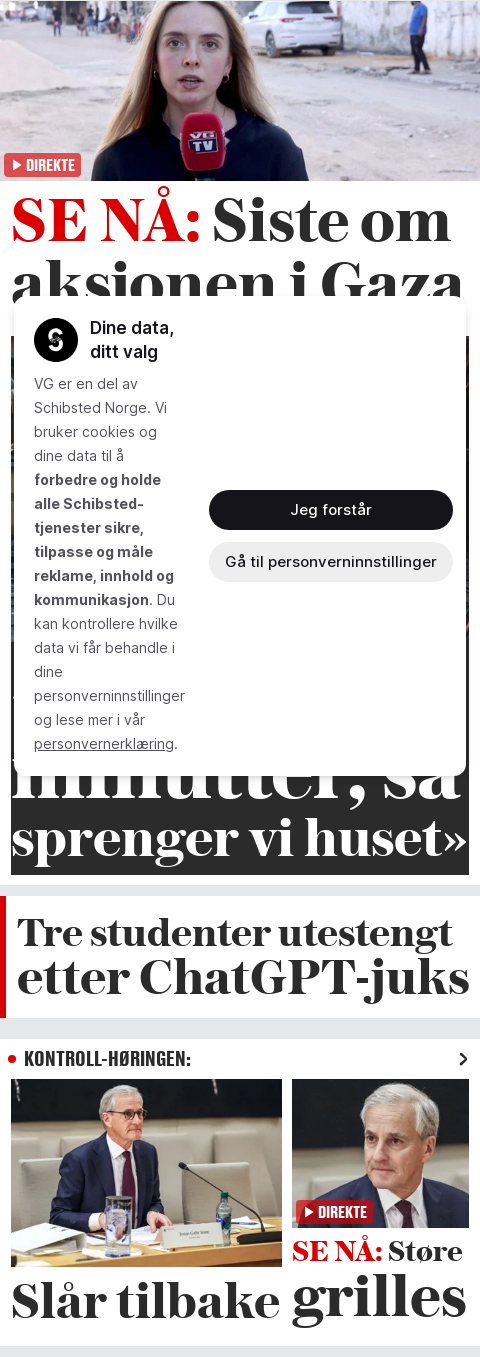 VG
TV
DIREKTE
SE NÅ: Siste om
aksjonen i Gaza
Dine data,
ditt valg
VG er en del av
Schibsted Norge. Vi
bruker cookies og
dine data til å
forbedre og holde
alle Schibsted-
tjenester sikre,
tilpasse og måle
reklame, innhold og
kommunikasjon. Du
kan kontrollere hvilke
data vi får behandle i
dine
personverninnstillinger
og lese mer i vår
personvernerklæring.
Jeg forstår
Gå til personverninnstillinger
minutter, så
sprenger vi huset»
Tre studenter utestengt
etter ChatGPT-juks
KONTROLL-HØRINGEN:
Slår tilbake
DIREKTE
SE NÅ: Støre
grilles